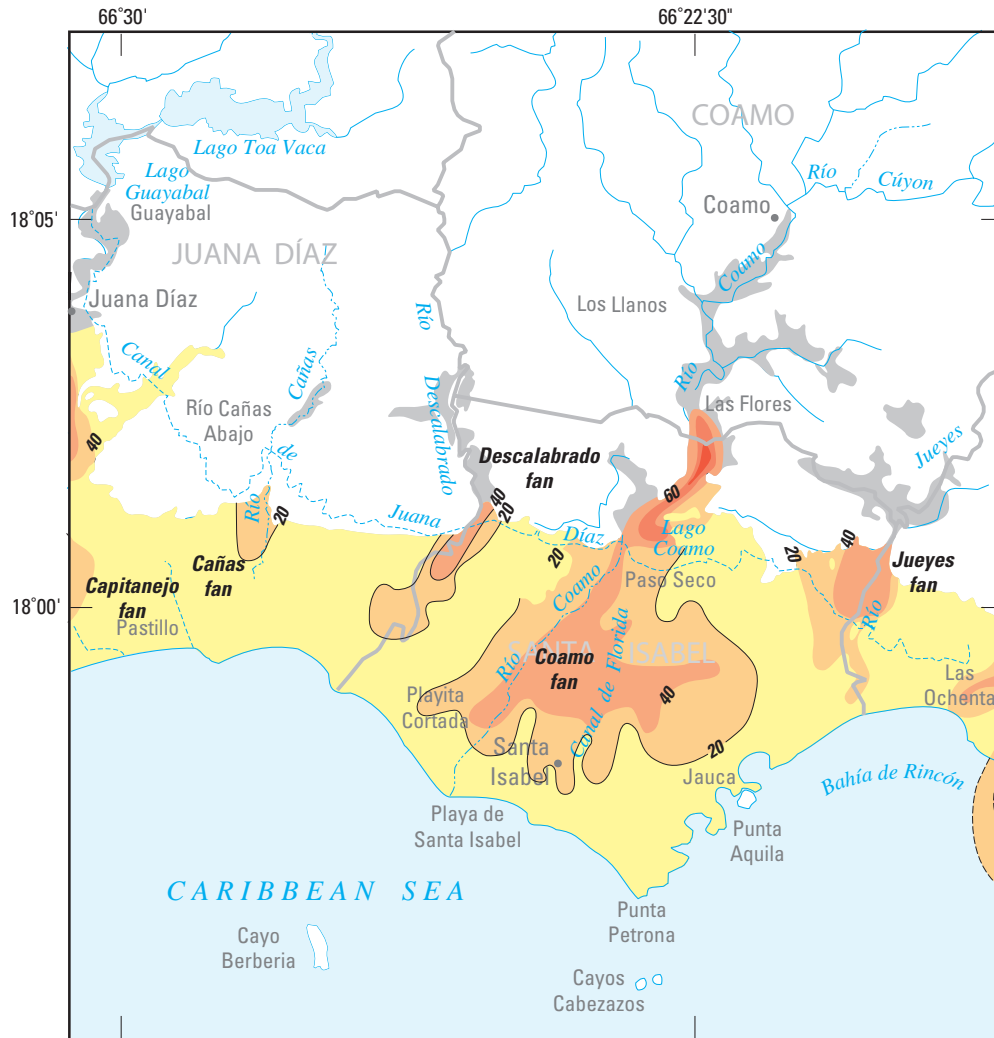 66°30'
66°22'30"
COAMO
Lago Toa Vaca
Lago
Guayabal
Guayabal
Río
Cúyon
18°05'
Coamo
JUANA DÍAZ
Coamo
Juana Díaz
Los Llanos
Río
Canal
Cañas
Río
Descalabrado
Río Cañas
Abajo
Las Flores
40
de
Jueyes
Descalabrado
fan
60
40
20
Río
20
Juana
Díaz
Lago
Coamo
20
20
40
Jueyes
fan
Cañas
fan
Capitanejo
fan
Paso Seco
Coamo
18°00'
Pastillo
Río
SANTA ISABEL
Coamo
fan
Río
Canal de Florida
Las
Ochenta
Playita
Cortada
40
20
Santa
Isabel
Jauca
Bahía de Rincón
Playa de
Santa Isabel
Punta
Aquila
CARIBBEAN SEA
Punta
Petrona
Cayo
Berberia
Cayos
Cabezazos